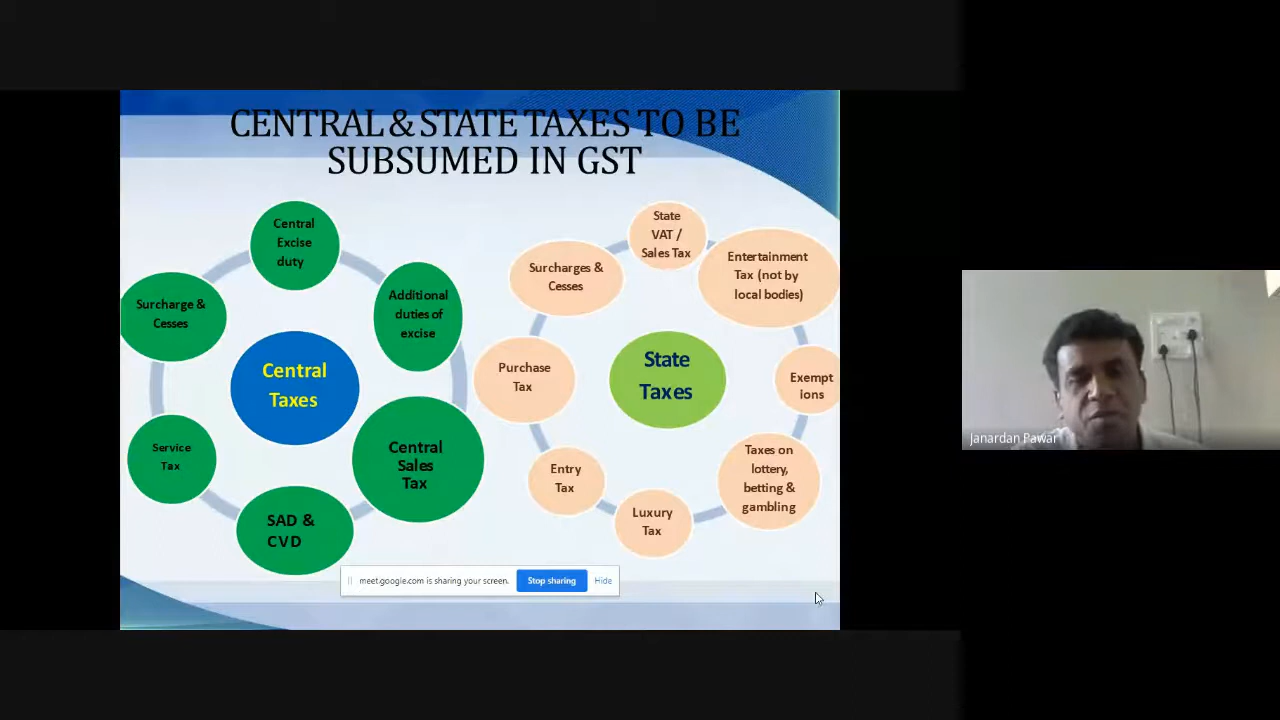 CENTRAL & STATE TAXES TO BE
SUBSUMED IN GST
Central
Excise
duty
Additional
duties of
excise
Central
Sales
Tax
SAD &
CVD
Service
Tax
Surcharge &
Cesses
Central
Taxes
State
VAT /
Sales Tax
Entertainment
Tax (not by
local bodies)
Exempt
ions
Taxes on
lottery,
betting &
gambling
Luxury
Tax
Entry
Tax
Purchase
Tax
Surcharges &
Cesses
State
Taxes
meet.google.com is sharing your screen.
Stop sharing
Hide
Janardan Pawar